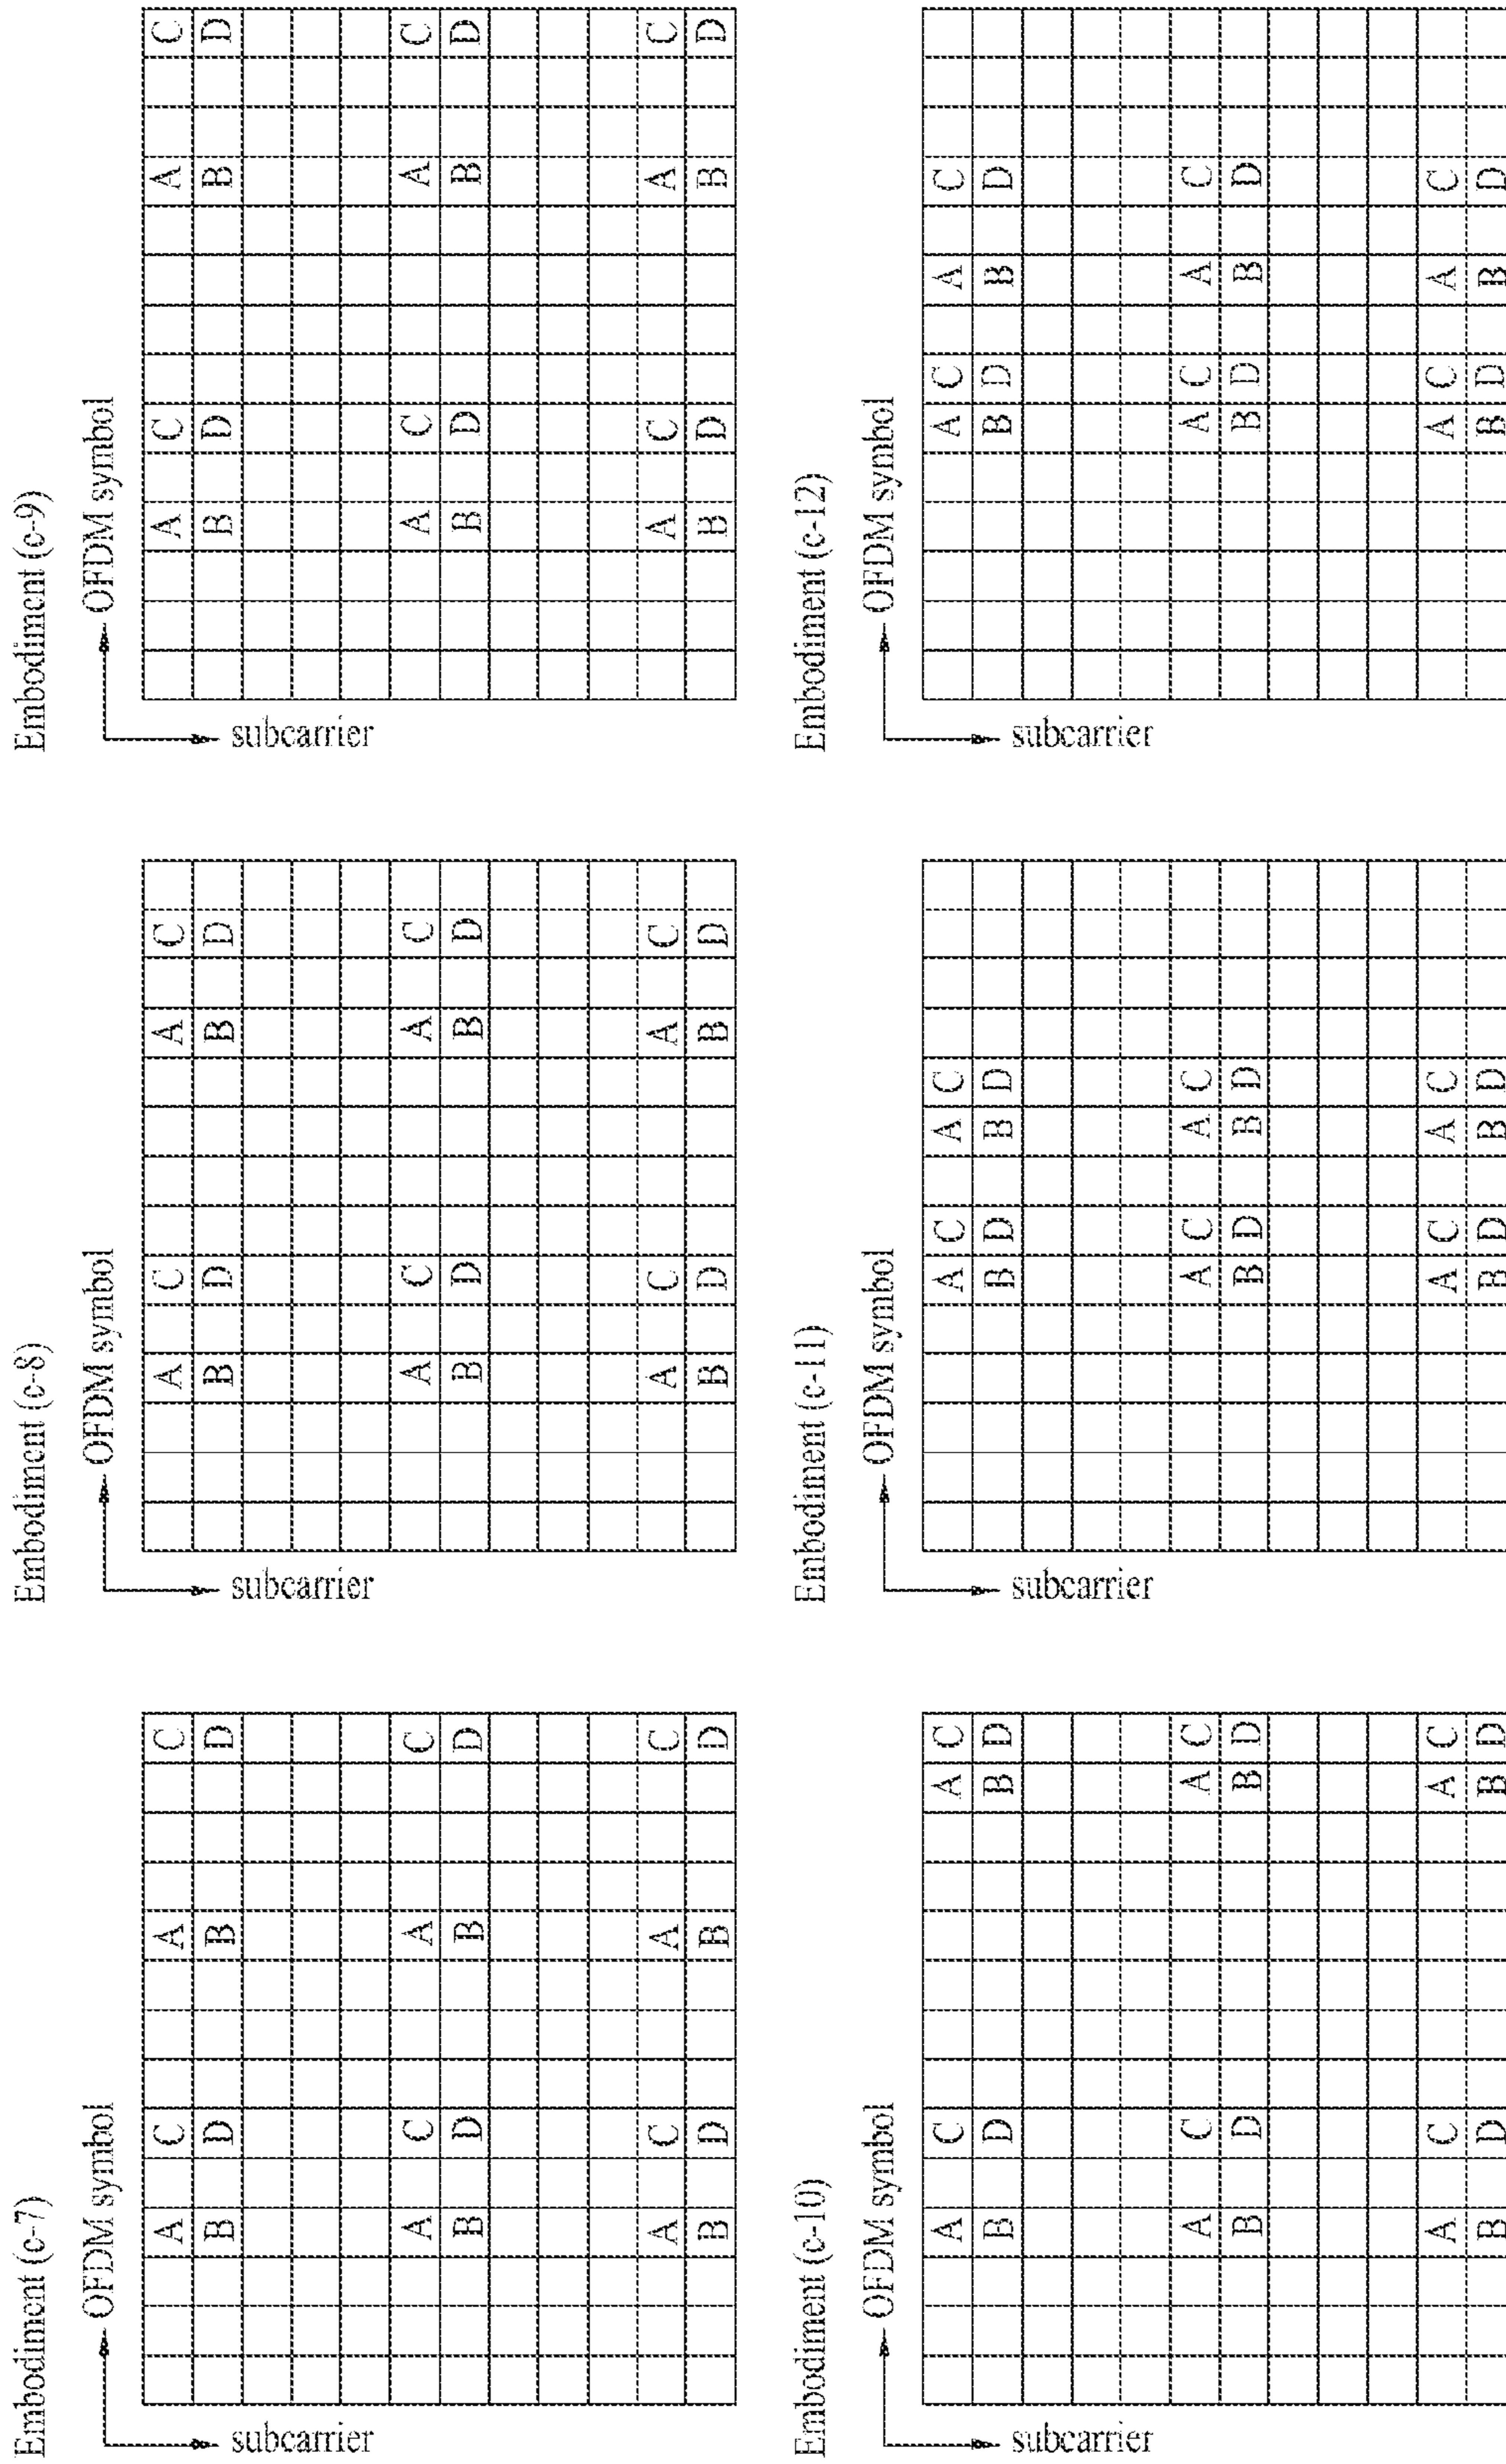 Embodiment (c-7)
OFDM symbol
subcarrier
A C A C
B D B D
A C A C
B D B D
A C A C
B D B D
Embodiment (c-8)
OFDM symbol
subcarrier
A C A C
B D B D
A C A C
B D B D
A C A C
B D B D
Embodiment (c-9)
OFDM symbol
subcarrier
A C A C
B D B D
A C A C
B D B D
A C A C
B D B D
Embodiment (c-10)
OFDM symbol
subcarrier
A C A C
B D B D
A C A C
B D B D
A C A C
B D B D
Embodiment (c-11)
OFDM symbol
subcarrier
A C A C
B D B D
A C A C
B D B D
A C A C
B D B D
Embodiment (c-12)
OFDM symbol
subcarrier
A C A C
B D B D
A C A C
B D B D
A C A C
B D B D